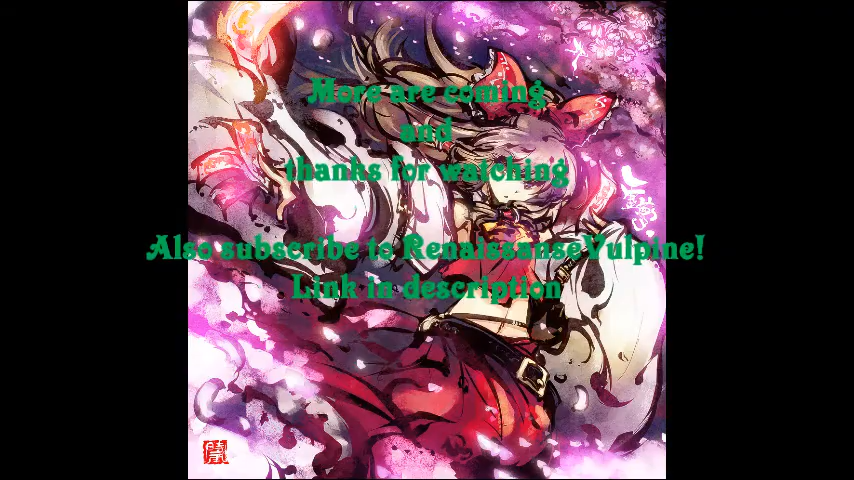 More are coming
and
thanks for watching
Also subscribe to RenaissanseVulpine!
Link in description